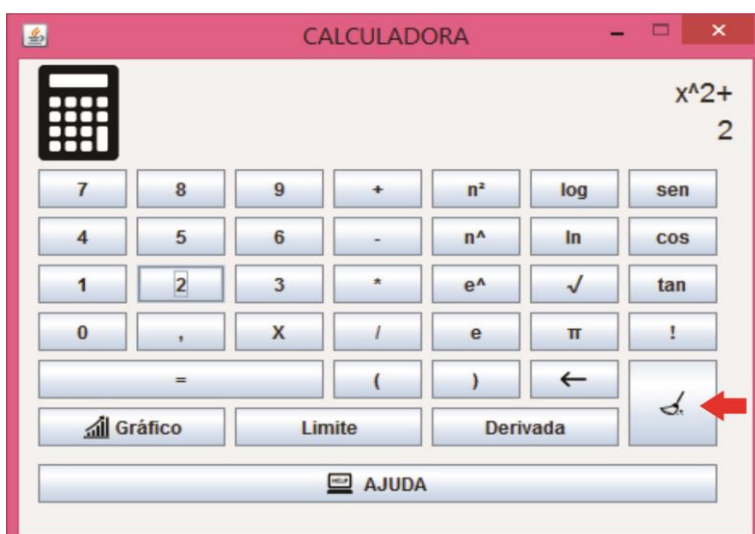 CALCULADORA
x^2+
2
7 8 9 + n² log sen
4 5 6 - n^ ln cos
1 2 3 * e^ √ tan
0 , X / e π !
= ( ) ←
Gráfico Limite Derivada
HELP AJUDA